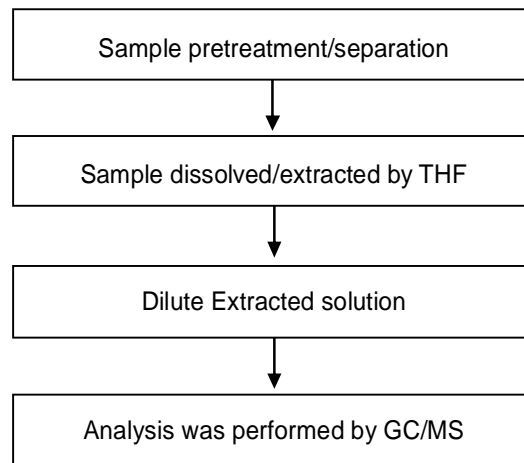 Sample pretreatment/separation
Sample dissolved/extracted by THF
Dilute Extracted solution
Analysis was performed by GC/MS